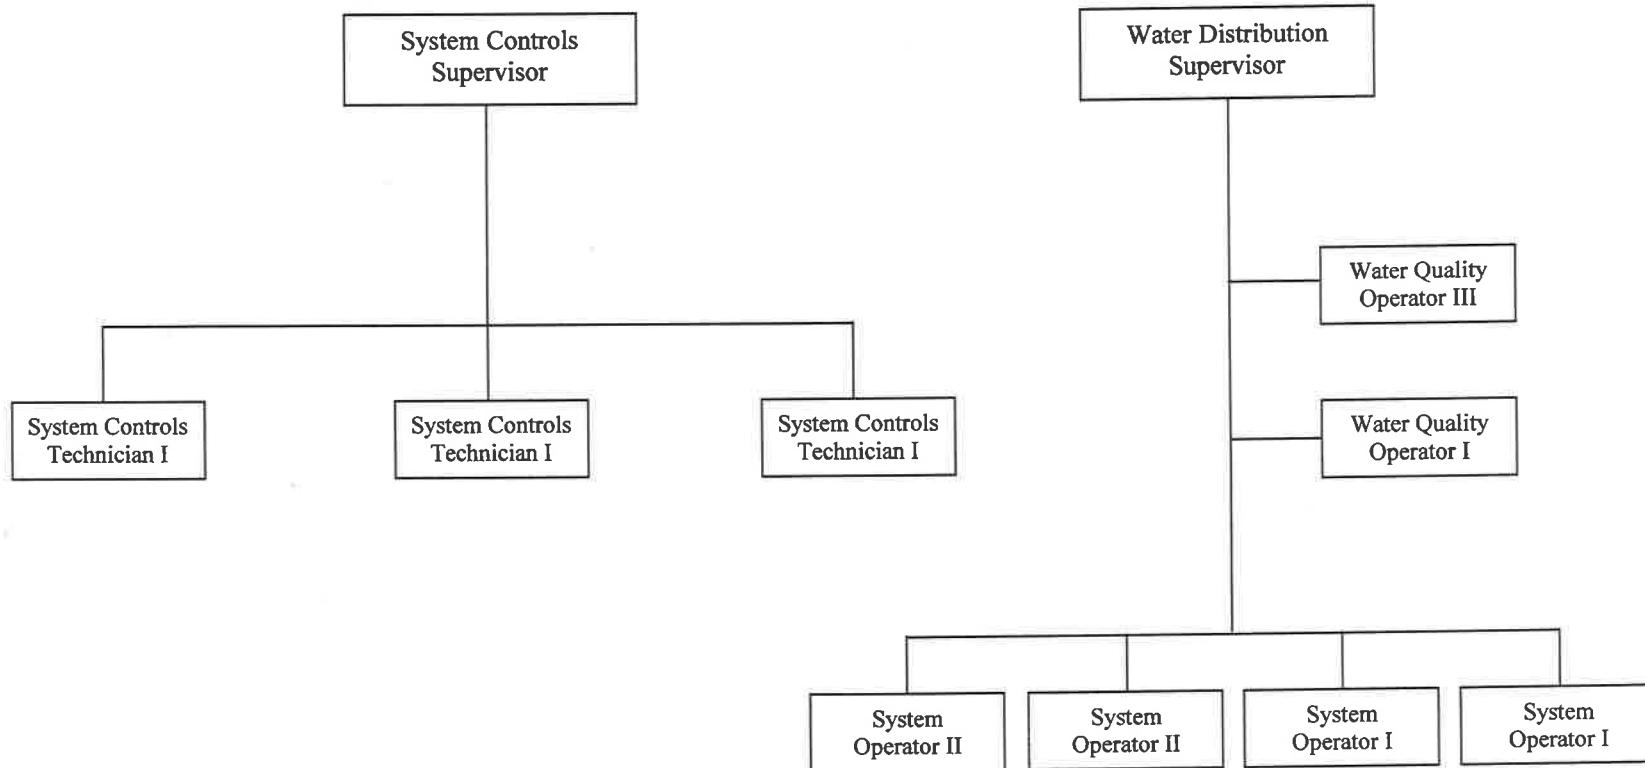 System Controls
Supervisor
Water Distribution
Supervisor
Water Quality
Operator III
System Controls
Technician I
System Controls
Technician I
System Controls
Technician I
Water Quality
Operator I
System
Operator II
System
Operator II
System
Operator I
System
Operator I